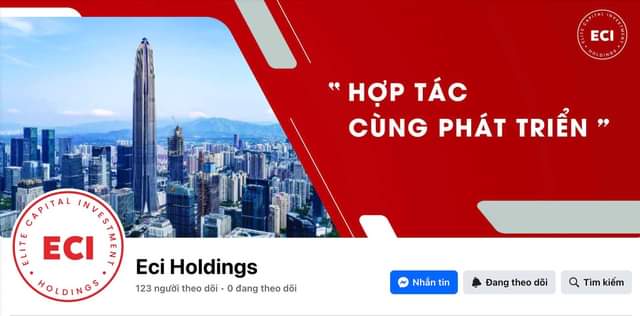 ELITE CAPITAL INVESTMENT
ECI
HOLDINGS
“ HỢP TÁC
CÙNG PHÁT TRIỂN ”
ELITE CAPITAL INVESTMENT
ECI
HOLDINGS
Eci Holdings
123 người theo dõi · 0 đang theo dõi
Nhắn tin
Đang theo dõi
Tìm kiếm